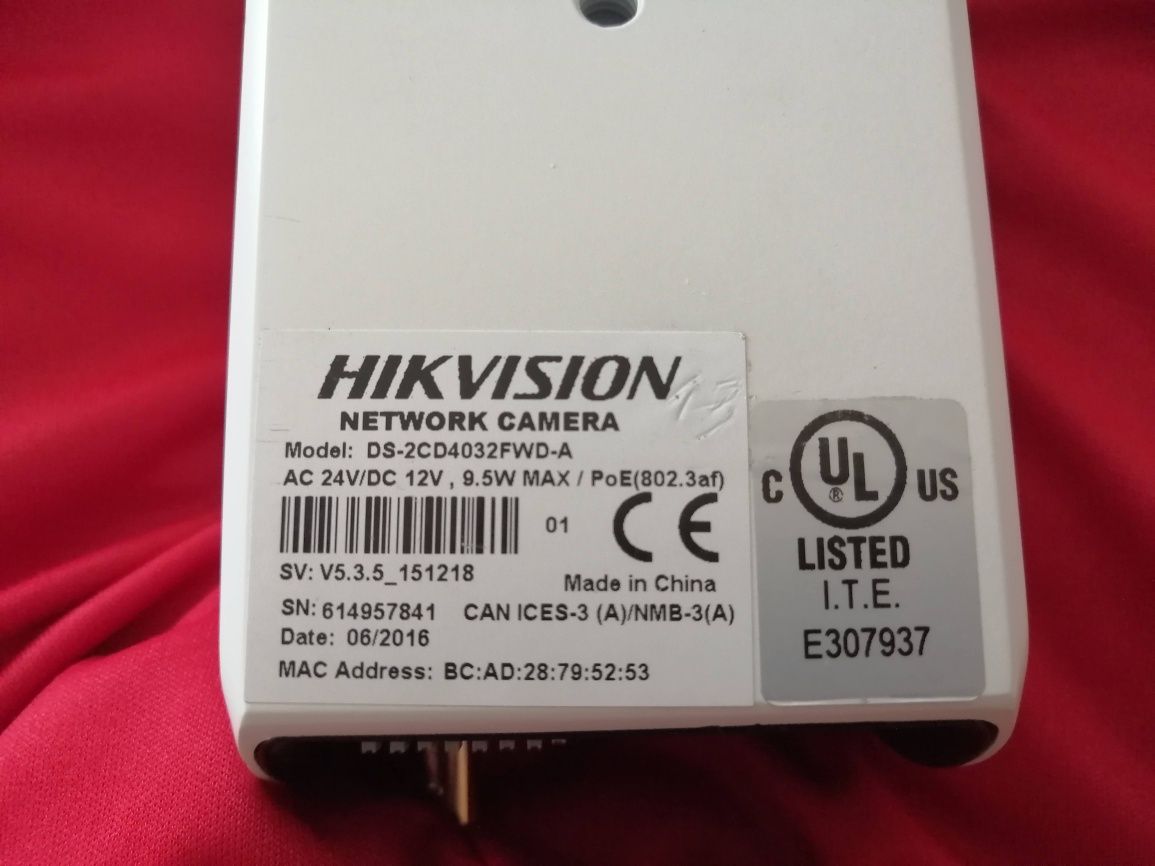 HIKVISION
NETWORK CAMERA
Model: DS-2CD4032FWD-A
AC 24V/DC 12V , 9.5W MAX / PoE(802.3af)
01 CE
SV: V5.3.5_151218
Made in China
SN: 614957841 CAN ICES-3 (A)/NMB-3(A)
Date: 06/2016
MAC Address: BC:AD:28:79:52:53
C UL® US
LISTED
I.T.E.
E307937